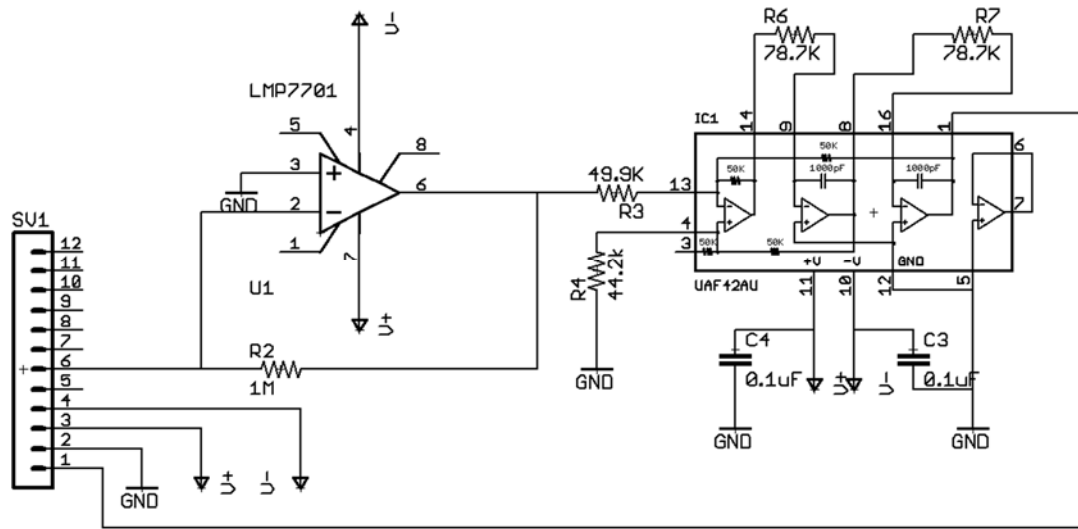 R6
78.7K
R7
78.7K
V-
LMP7701
5
4
8
3
2
6
1
7
GND
U1
V+
R2
1M
49.9K
R3
R4
44.2k
GND
IC1
14
9
8
16
1
6
13
4
3
7
50K
50K
1000pF
1000pF
50K
50K
+V
-V
GND
UAF42AU
11
10
12
5
C4
0.1uF
V+
V-
C3
0.1uF
GND
GND
SV1
12
11
10
9
8
7
6
5
4
3
2
1
GND
V+
V-